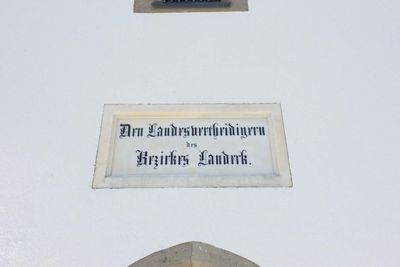 Den Landesvertheidigern
des
Bezirkes Landeck.